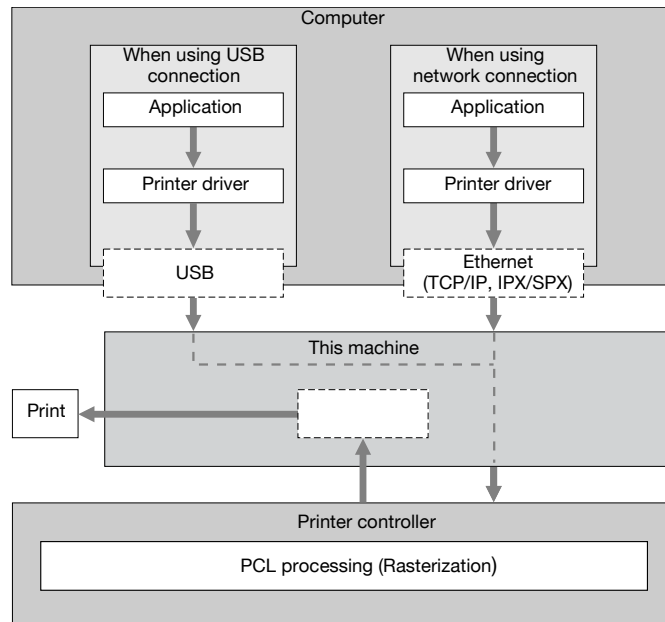 Computer
When using USB
connection
Application
Printer driver
USB
When using
network connection
Application
Printer driver
Ethernet
(TCP/IP, IPX/SPX)
This machine
Print
Printer controller
PCL processing (Rasterization)